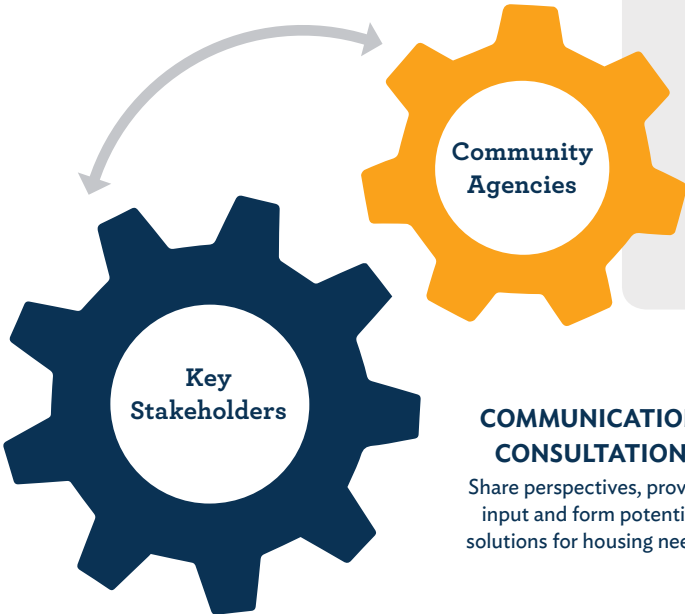 Community
Agencies
Key
Stakeholders
COMMUNICATIO
CONSULTATION
Share perspectives, prov
input and form potenti
solutions for housing nee